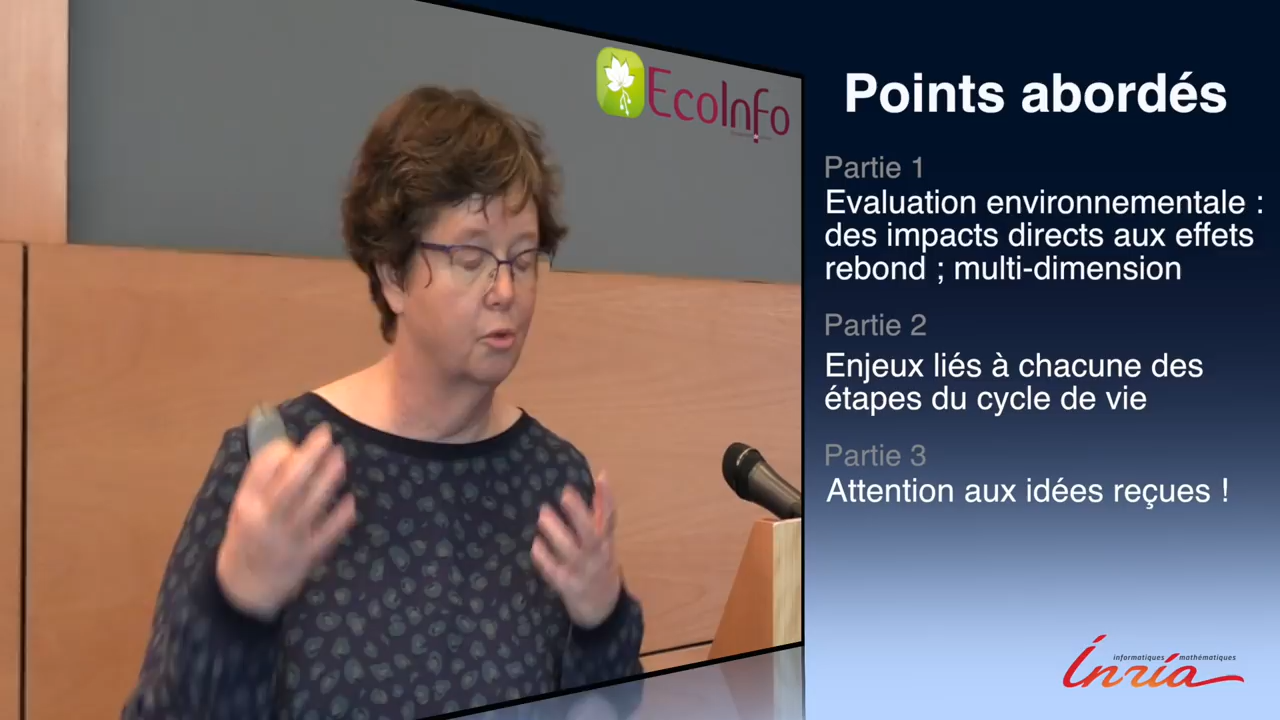 EcoInfo
Points abordés
Partie 1
Evaluation environnementale :
des impacts directs aux effets
rebond ; multi-dimension
Partie 2
Enjeux liés à chacune des
étapes du cycle de vie
Partie 3
Attention aux idées reçues !
informatiques mathématiques
Inria